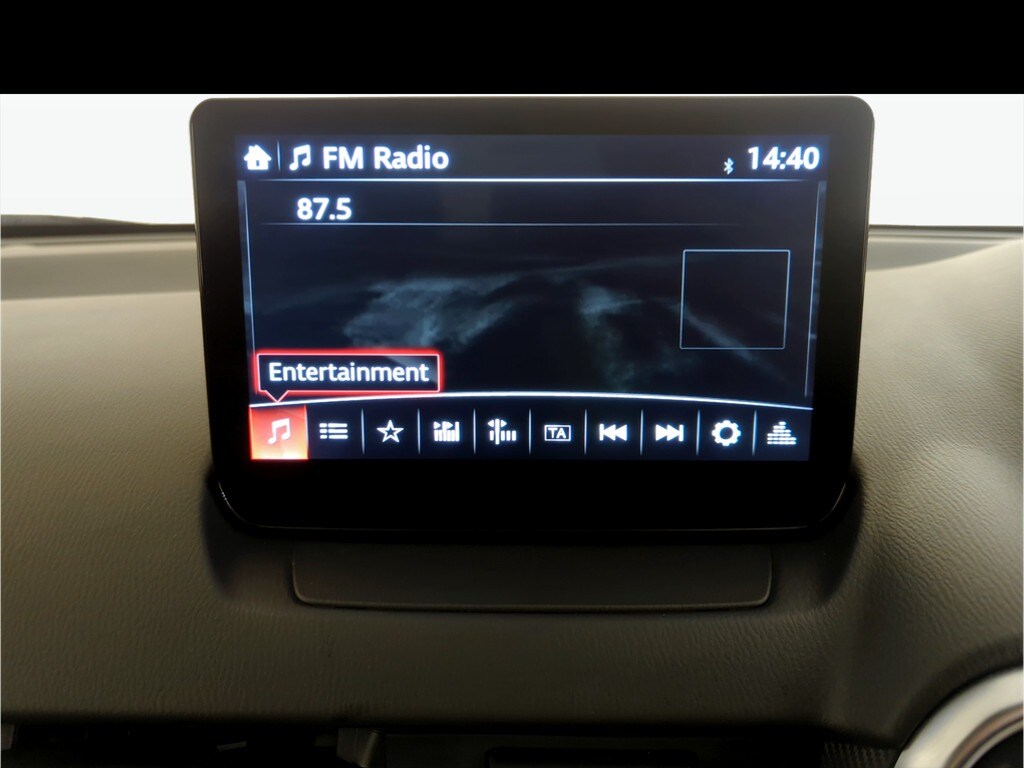 FM Radio 14:40
87.5
Entertainment
TA